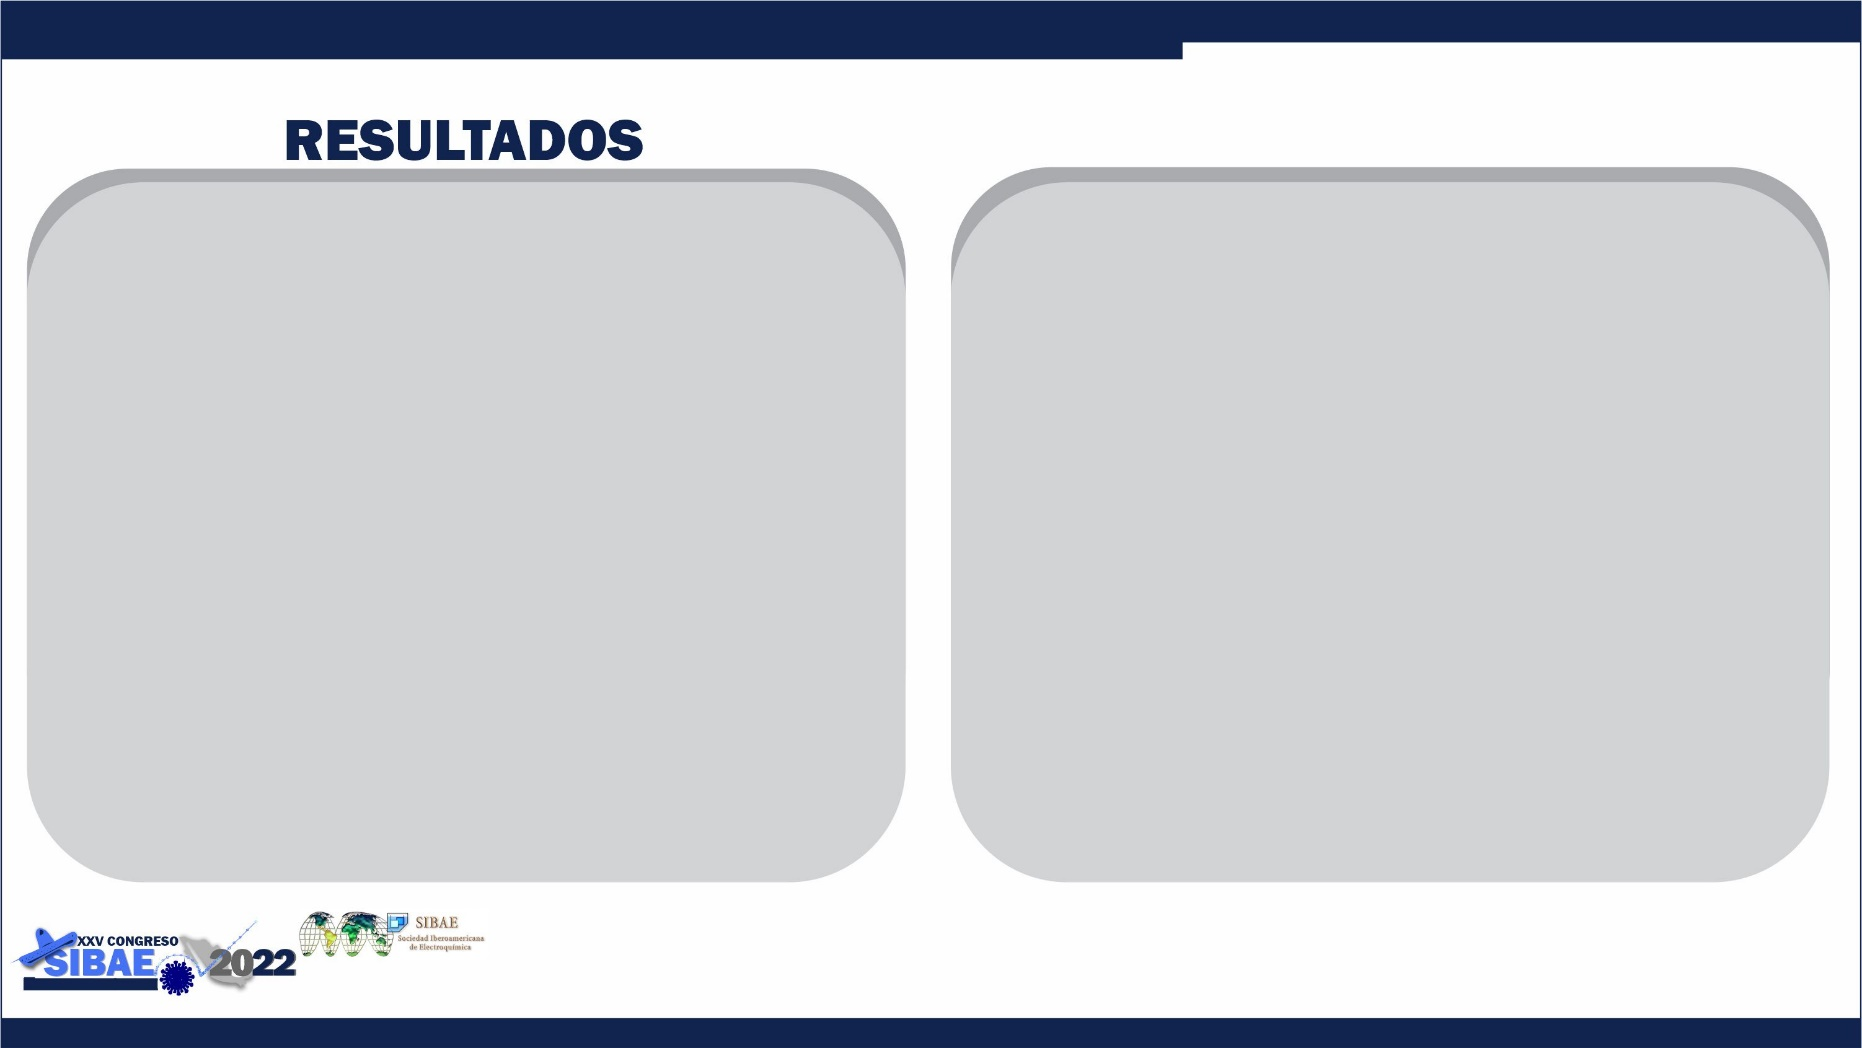 RESULTADOS
XXV CONGRESO
SIBAE 2022
SIBAE
Sociedad Iberoamericana
de Electroquímica